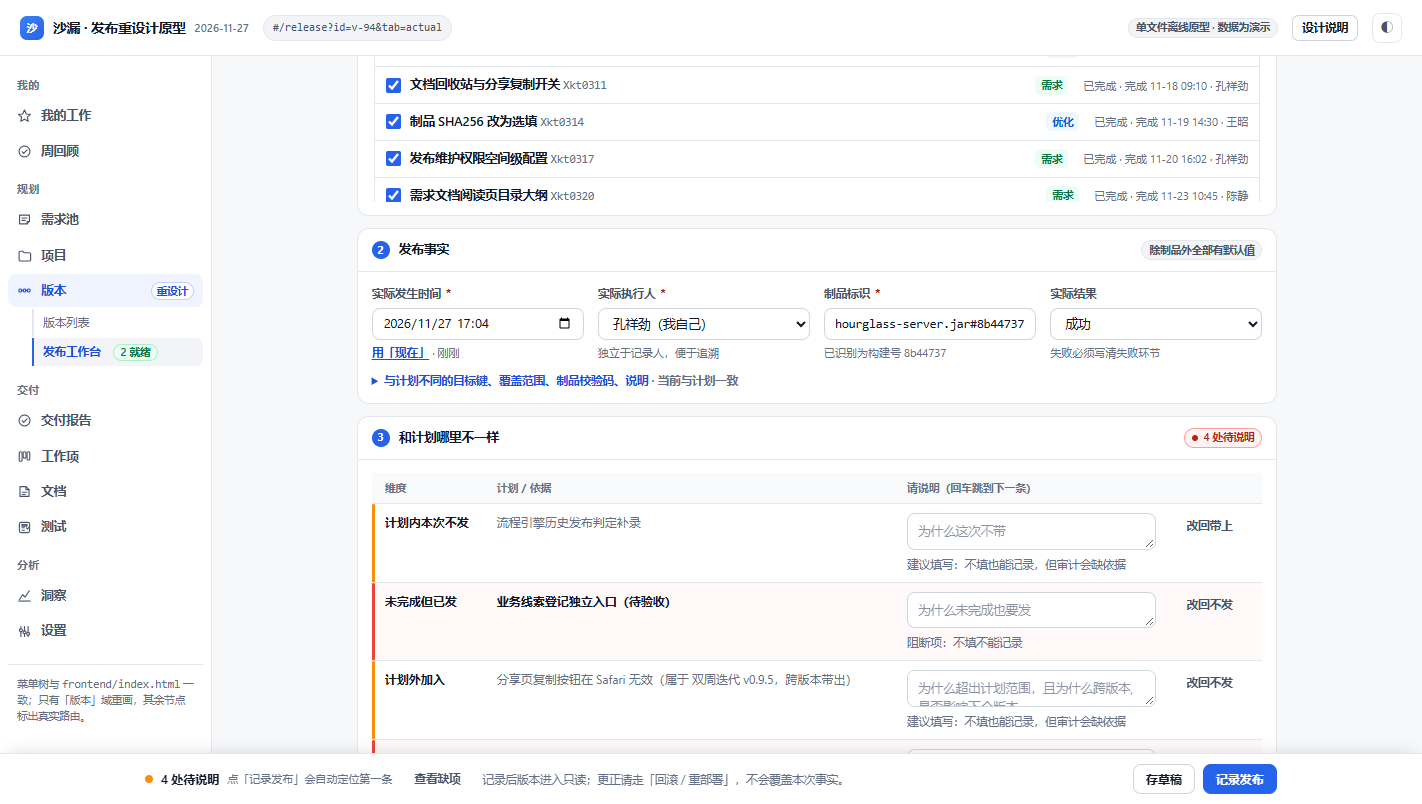 沙 沙漏 · 发布重设计原型 2026-11-27 #/release?id=v-94&tab=actual 单文件离线原型 · 数据为演示 设计说明
我的
我的工作
周回顾
规划
需求池
项目
版本 重设计
版本列表
发布工作台 2 就绪
交付
交付报告
工作项
文档
测试
分析
洞察
设置
菜单树与 frontend/index.html 一
致；只有「版本」域重画，其余节点
标出真实路由。
文档回收站与分享复制开关 Xkt0311 需求 已完成 · 完成 11-18 09:10 · 孔祥劲
制品 SHA256 改为选填 Xkt0314 优化 已完成 · 完成 11-19 14:30 · 王昭
发布维护权限空间级配置 Xkt0317 需求 已完成 · 完成 11-20 16:02 · 孔祥劲
需求文档阅读页目录大纲 Xkt0320 需求 已完成 · 完成 11-23 10:45 · 陈静
2 发布事实 除制品外全部有默认值
实际发生时间 * 实际执行人 * 制品标识 * 实际结果
2026/11/27 17:04 孔祥劲（我自己） hourglass-server.jar#8b44737 成功
用「现在」 · 刚刚 独立于记录人，便于追溯 已识别为构建号 8b44737 失败必须写清失败环节
▶ 与计划不同的目标键、覆盖范围、制品校验码、说明 · 当前与计划一致
3 和计划哪里不一样 4 处待说明
维度 计划 / 依据 请说明（回车跳到下一条）
计划内本次不发 流程引擎历史发布判定补录 为什么这次不带 改回带上
建议填写：不填也能记录，但审计会缺依据
未完成但已发 业务线索登记独立入口（待验收） 为什么未完成也要发 改回不发
阻断项：不填不能记录
计划外加入 分享页复制按钮在 Safari 无效（属于 双周迭代 v0.9.5，跨版本带出） 为什么超出计划范围，且为什么跨版本， 改回不发
是否影响下个版本
建议填写：不填也能记录，但审计会缺依据
4 处待说明 点「记录发布」会自动定位第一条 查看缺项 记录后版本进入只读；更正请走「回滚 / 重部署」，不会覆盖本次事实。 存草稿 记录发布